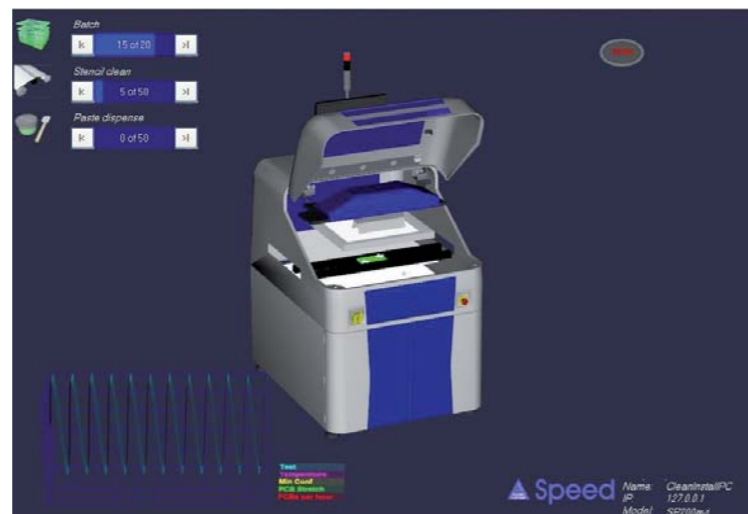 Batch
15 of 20
Stencil clean
5 of 50
Paste dispense
0 of 50
Test
Temperature
Min Conf
PCB Stretch
PCBs per hour
Speed
Name: CleanInstallPC
IP 127.0.0.1
Model: SP200avi